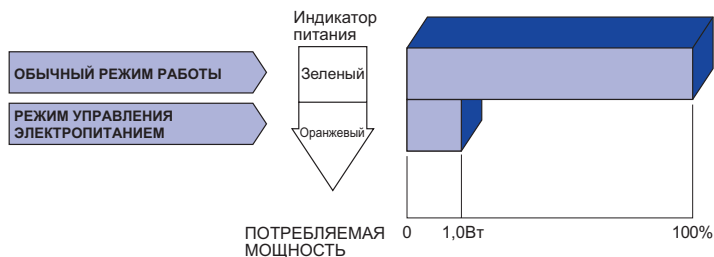 Индикатор
питания
ОБЫЧНЫЙ РЕЖИМ РАБОТЫ
Зеленый
РЕЖИМ УПРАВЛЕНИЯ
ЭЛЕКТРОПИТАНИЕМ
Оранжевый
ПОТРЕБЛЯЕМАЯ
МОЩНОСТЬ
0 1,0Вт 100%